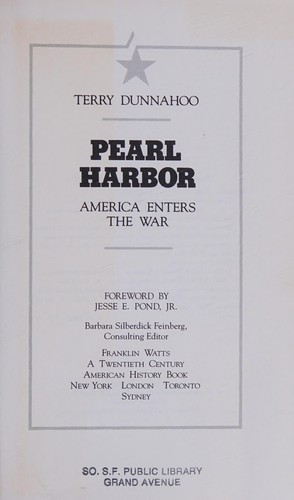 TERRY DUNNAHOO
PEARL
HARBOR
AMERICA ENTERS
THE WAR
FOREWORD BY
JESSE E. POND, JR.
Barbara Silberdick Feinberg,
Consulting Editor
FRANKLIN WATTS
A TWENTIETH CENTURY
AMERICAN HISTORY BOOK
NEW YORK LONDON TORONTO
SYDNEY
SO. S.F. PUBLIC LIBRARY
GRAND AVENUE